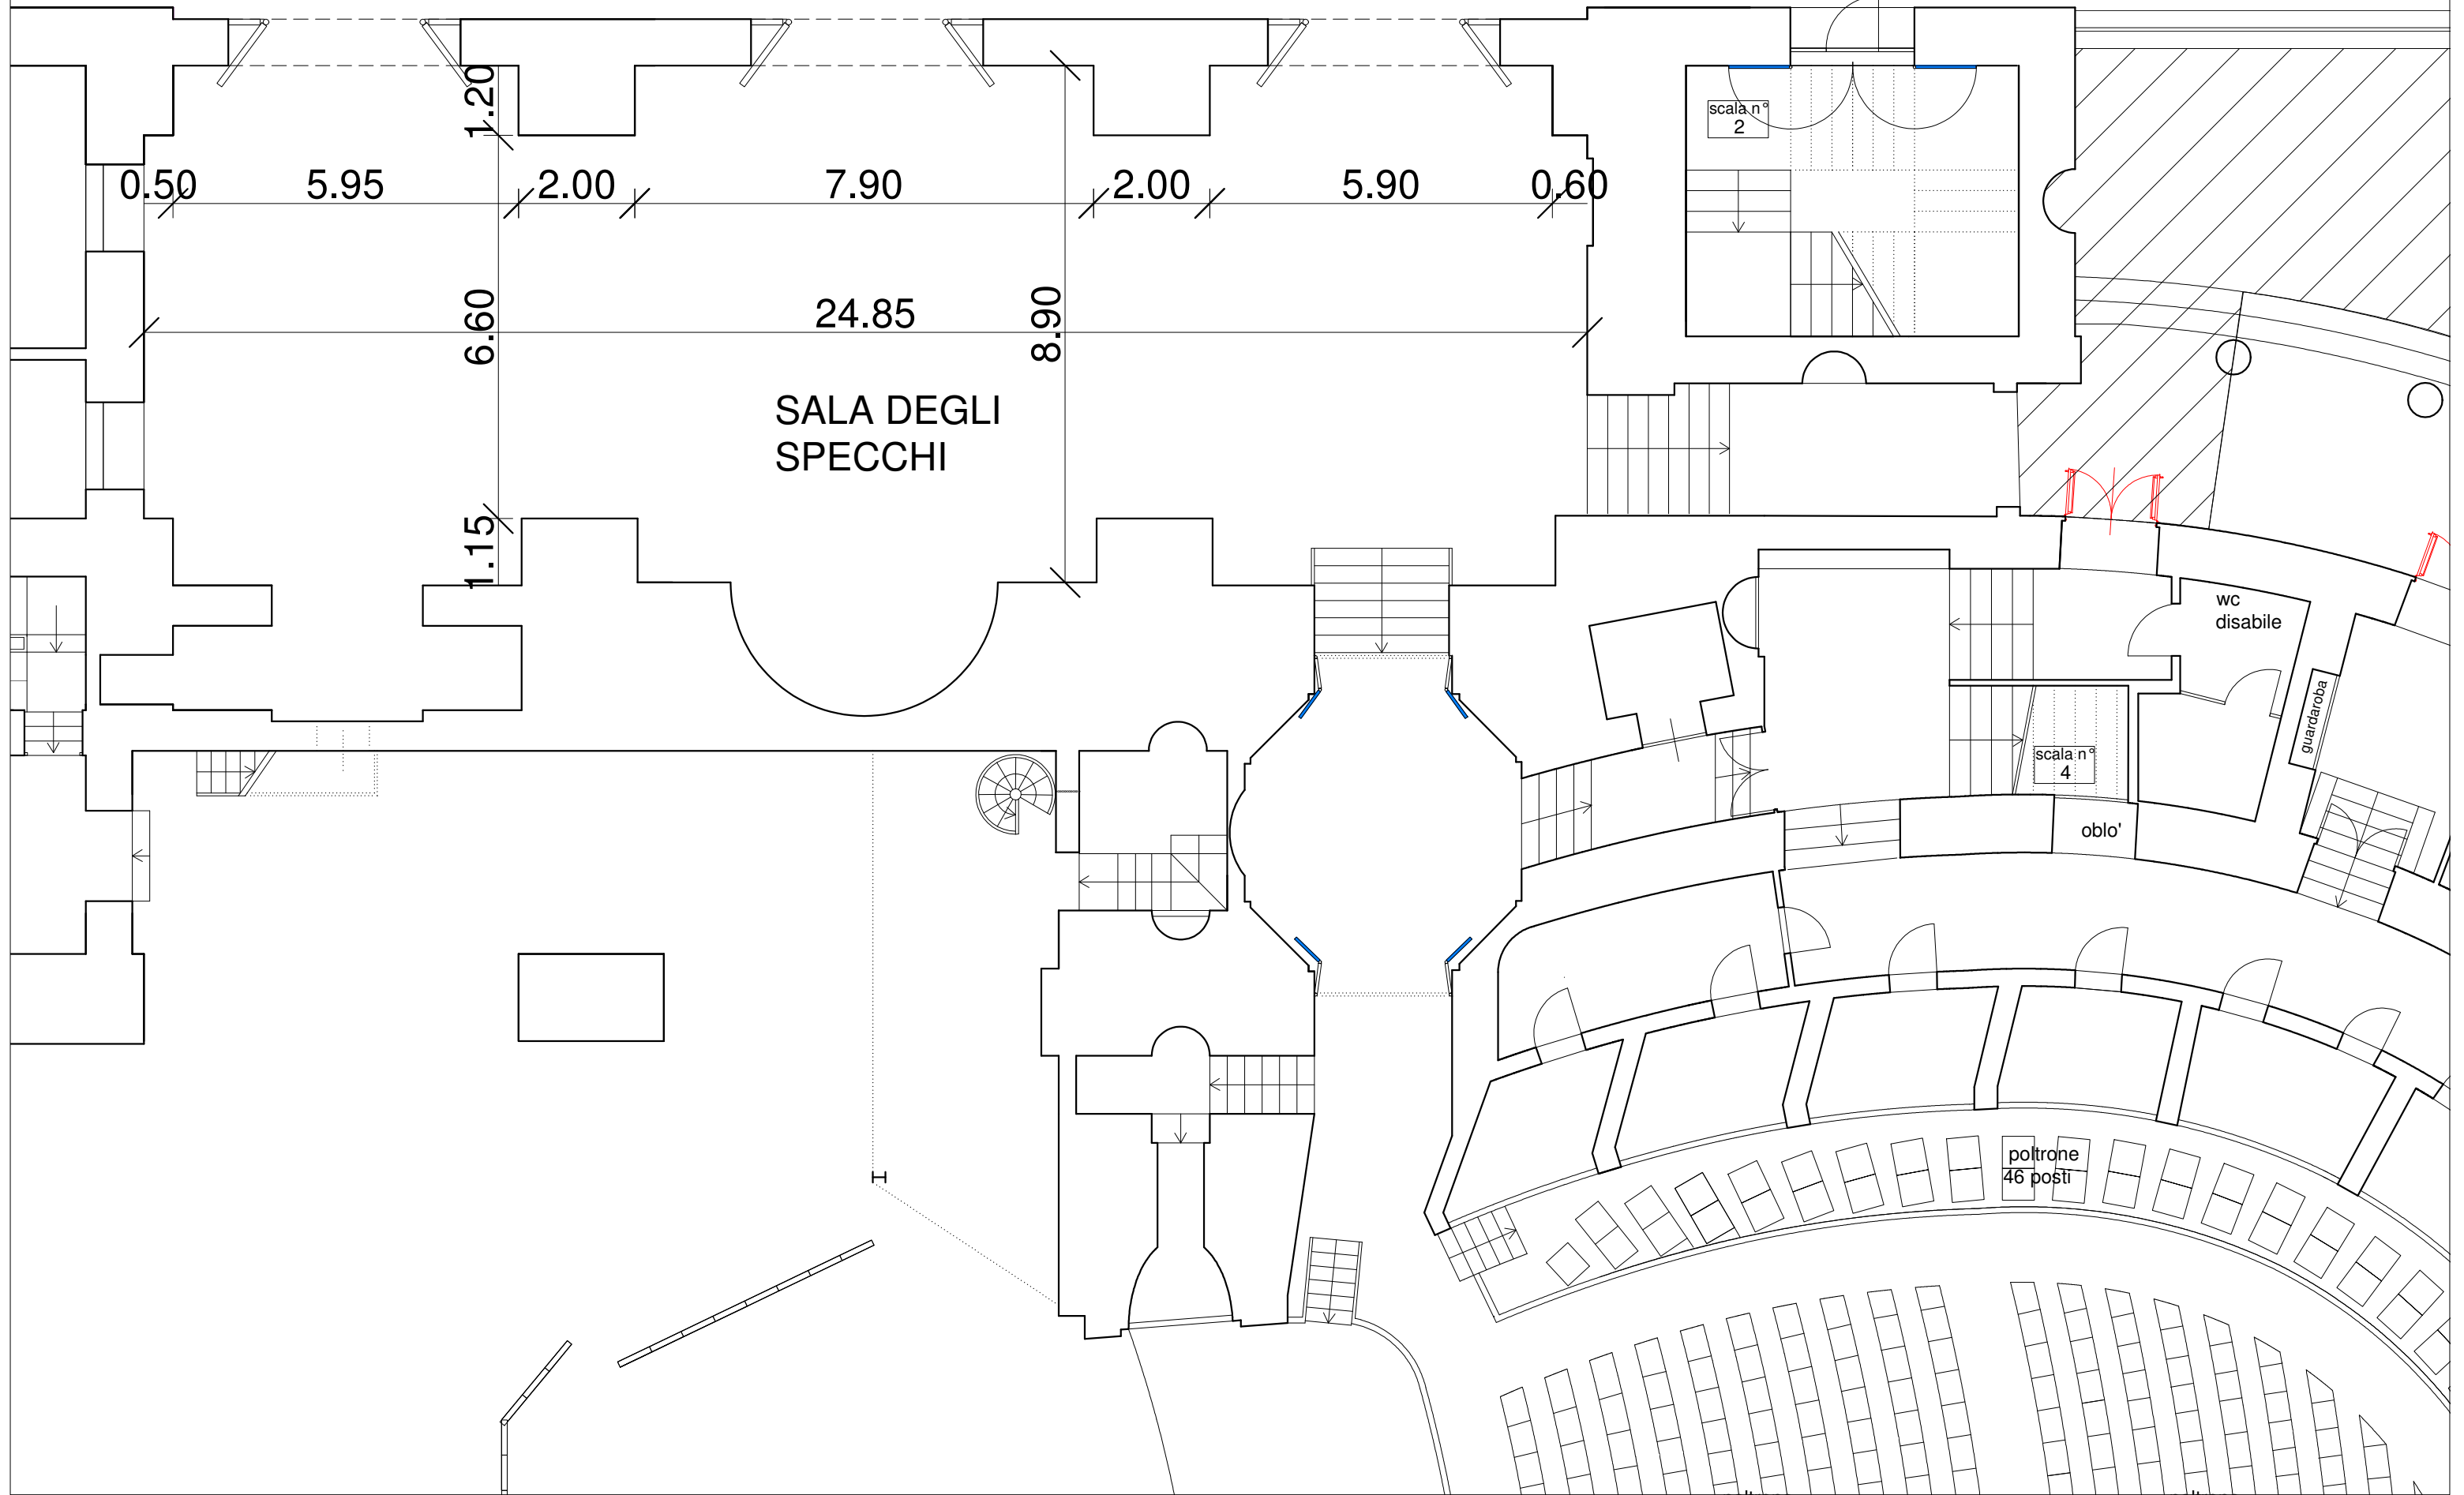 1.20
scala n°
2
0.50
5.95
2.00
7.90
2.00
5.90
0.60
6.60
24.85
8.90
SALA DEGLI
SPECCHI
1.15
wc
disabile
guardaroba
scala n°
4
oblo'
poltrone
46 posti